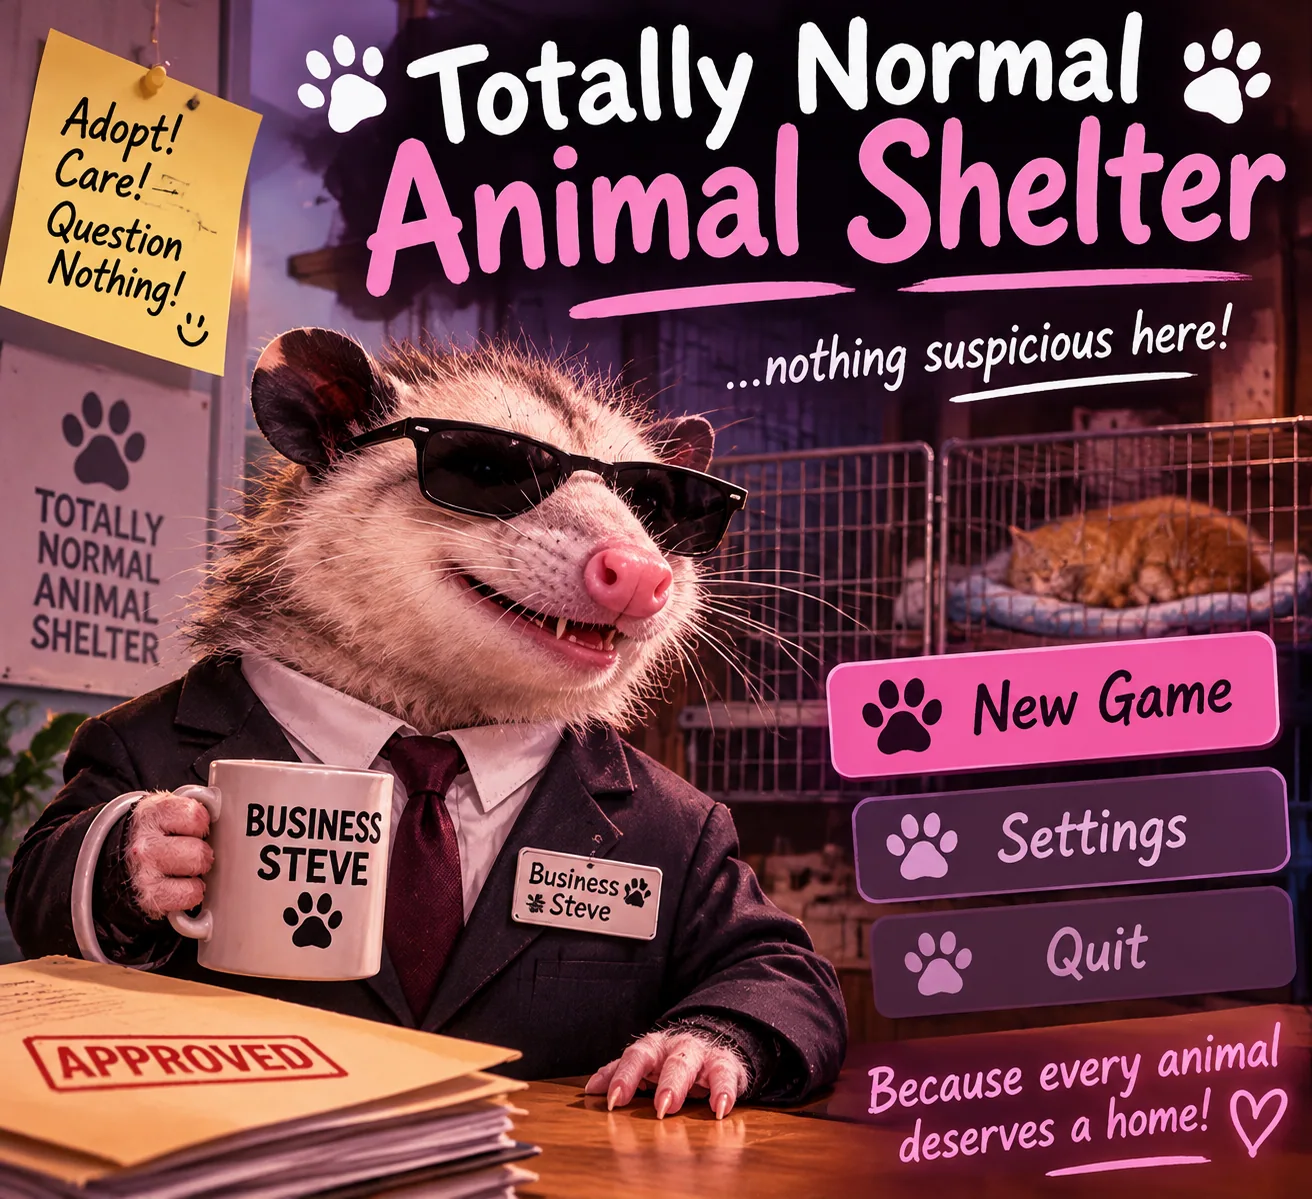 Totally Normal
Animal Shelter
...nothing suspicious here!
Adopt!
Care!
Question
Nothing!
TOTALLY
NORMAL
ANIMAL
SHELTER
BUSINESS
STEVE
Business
Steve
APPROVED
New Game
Settings
Quit
Because every animal
deserves a home!